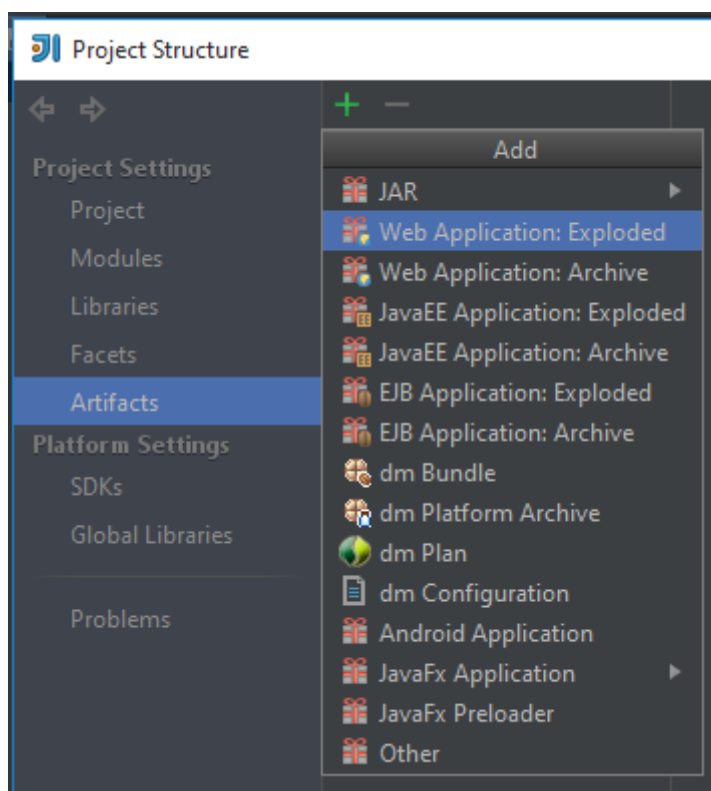 Project Structure
Project Settings
Project
Modules
Libraries
Facets
Artifacts
Platform Settings
SDKs
Global Libraries
Problems
Add
JAR
Web Application: Exploded
Web Application: Archive
JavaEE Application: Exploded
JavaEE Application: Archive
EJB Application: Exploded
EJB Application: Archive
dm Bundle
dm Platform Archive
dm Plan
dm Configuration
Android Application
JavaFx Application
JavaFx Preloader
Other